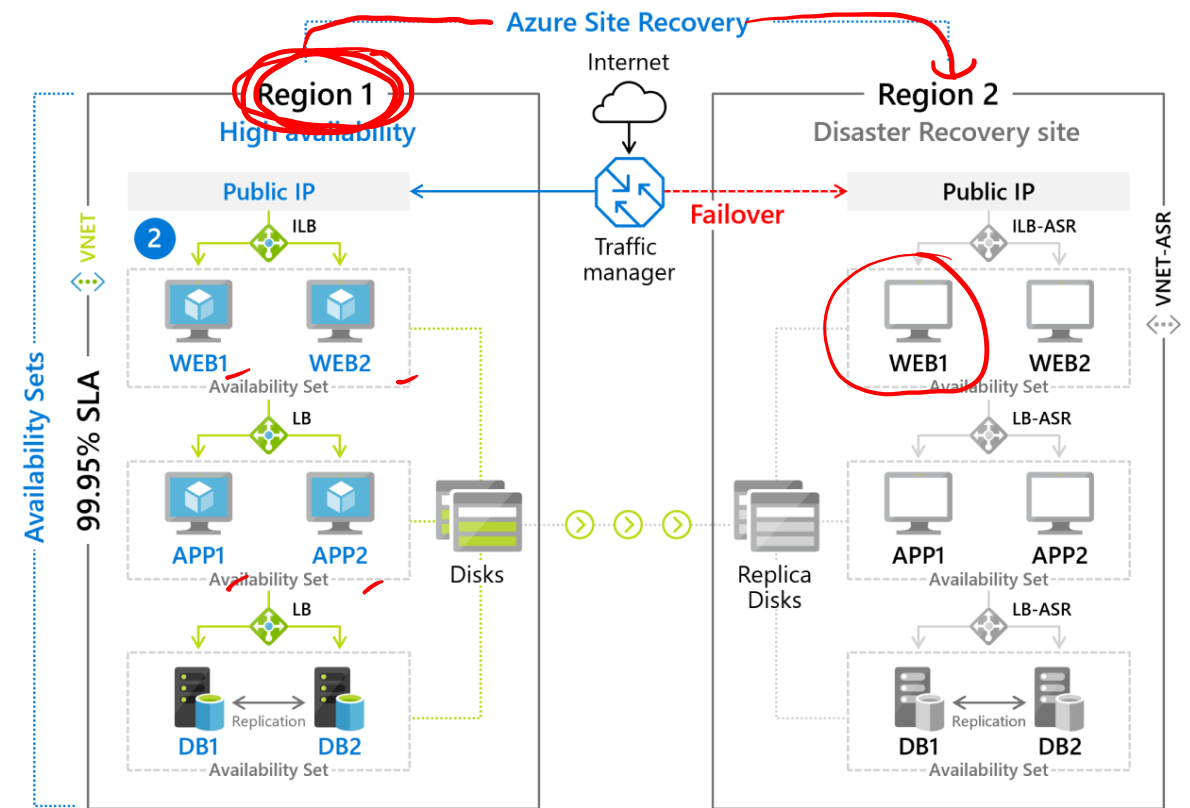 Azure Site Recovery
Internet
Region 1
High availability
Region 2
Disaster Recovery site
Public IP
Public IP
Failover
Traffic
manager
2
ILB
ILB-ASR
VNET
VNET-ASR
WEB1
WEB2
Availability Set
WEB1
WEB2
Availability Set
Availability Sets
99.95% SLA
LB
LB-ASR
APP1
APP2
Availability Set
Disks
Replica
Disks
APP1
APP2
Availability Set
LB
LB-ASR
Replication
DB1
DB2
Availability Set
Replication
DB1
DB2
Availability Set